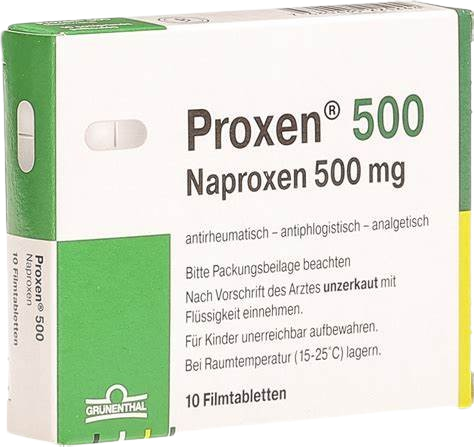 Proxen® 500
Naproxen 500 mg
antirheumatisch – antiphlogistisch – analgetisch
Bitte Packungsbeilage beachten
Nach Vorschrift des Arztes unzerkaut mit
Flüssigkeit einnehmen.
Für Kinder unerreichbar aufbewahren.
Bei Raumtemperatur (15-25˚C) lagern.
10 Filmtabletten
Proxen® 500
Naproxen
10 Filmtabletten
GRÜNENTHAL